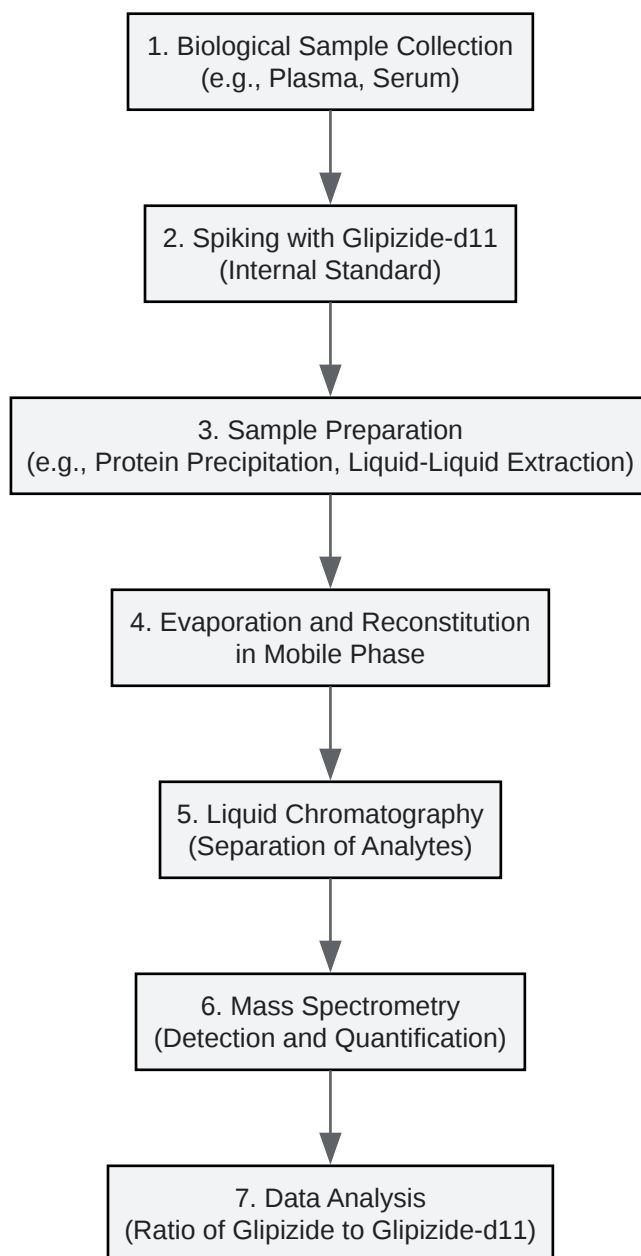 1. Biological Sample Collection
(e.g., Plasma, Serum)
2. Spiking with Glipizide-d11
(Internal Standard)
3. Sample Preparation
(e.g., Protein Precipitation, Liquid-Liquid Extraction)
4. Evaporation and Reconstitution
in Mobile Phase
5. Liquid Chromatography
(Separation of Analytes)
6. Mass Spectrometry
(Detection and Quantification)
7. Data Analysis
(Ratio of Glipizide to Glipizide-d11)